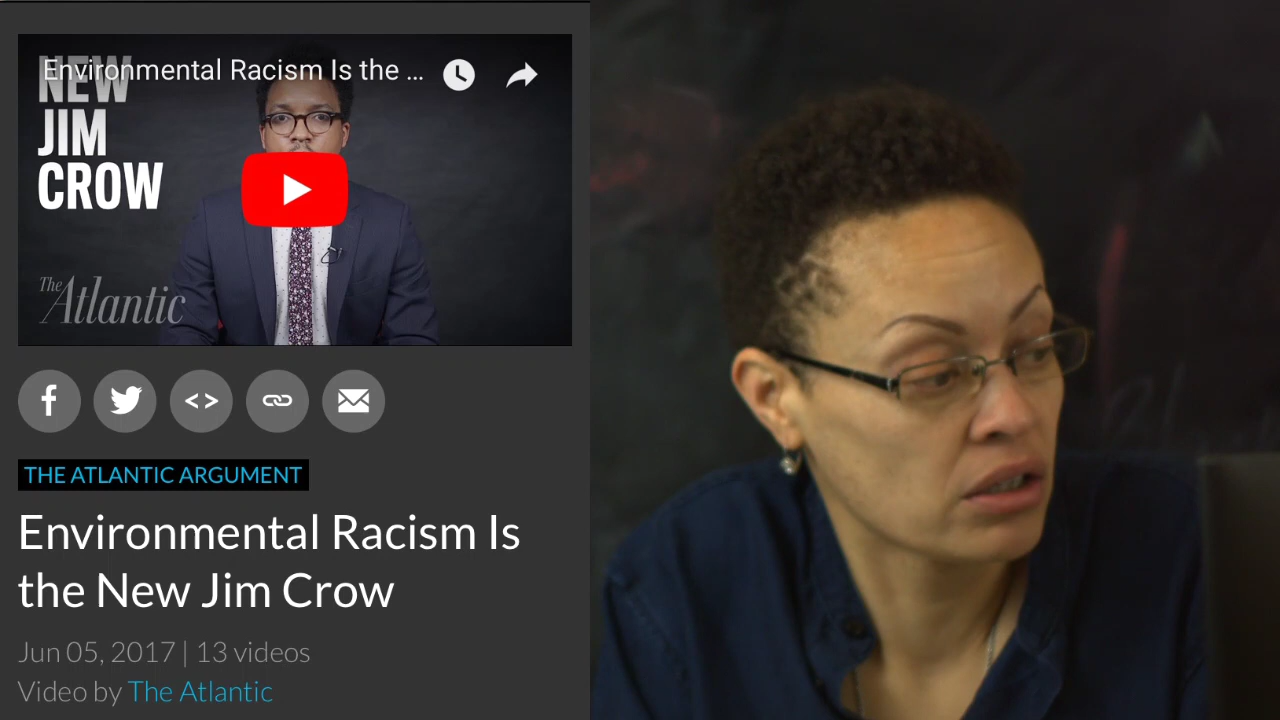 Environmental Racism Is the ...
NEW
JIM
CROW
The
Atlantic
THE ATLANTIC ARGUMENT
Environmental Racism Is
the New Jim Crow
Jun 05, 2017 | 13 videos
Video by The Atlantic